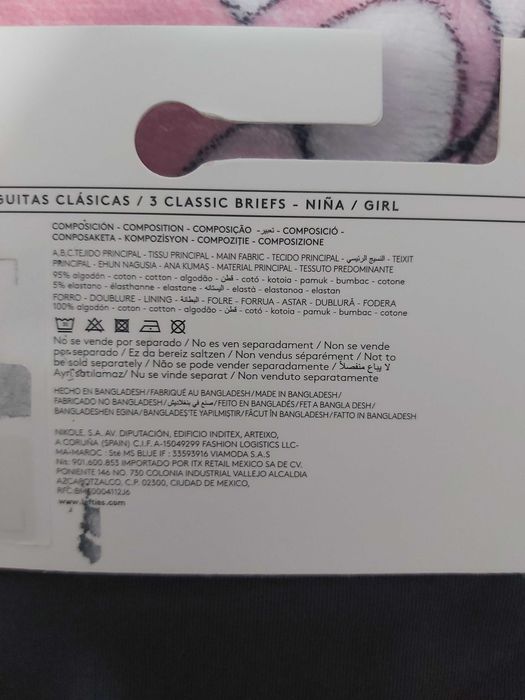 GUITAS CLÁSICAS / 3 CLASSIC BRIEFS - NIÑA / GIRL
COMPOSICIÓN - COMPOSITION - COMPOSIÇÃO - تعبير - COMPOSICIÓ -
CONPOSAKETA - KOMPOZİSYON - COMPOZIŢIE - COMPOSIZIONE
A,B,C.TEJIDO PRINCIPAL - TISSU PRINCIPAL - MAIN FABRIC - TECIDO PRINCIPAL - النسيج الرئيسي - TEIXIT
PRINCIPAL - EHUN NAGUSIA - ANA KUMAŞ - MATERIAL PRINCIPAL - TESSUTO PREDOMINANTE
95% algodón - coton - cotton - algodão - قطن - cotó - kotoia - pamuk - bumbac - cotone
5% elastano - élasthanne - elastane - اليستان - elastà - elastanoa - elastan
FORRO - DOUBLURE - LINING - البطانة - FOLRE - FORRUA - ASTAR - DUBLURĂ - FODERA
100% algodón - coton - cotton - algodão - قطن - cotó - kotoia - pamuk - bumbac - cotone
No se vende por separado / No es ven separadament / Non se vende
por separado / Ez da bereiz saltzen / Non vendus séparément / Not to
be sold separately / Não se pode vender separadamente / لا يباع منفصلاً
Ayrı satılamaz / Nu se vinde separat / Non venduto separatamente
HECHO EN BANGLADESH / FABRIQUÉ AU BANGLADESH / MADE IN BANGLADESH /
FABRICADO NO BANGLADESH / صنع في بنغلاديش / FEITO EN BANGLADÉS / FET A BANGLA DESH /
BANGLADESHEN EGINA / BANGLADEŞ'TE YAPILMIŞTIR / FĂCUT ÎN BANGLADESH / FATTO IN BANGLADESH
NIKOLE, S.A. AV. DIPUTACIÓN, EDIFICIO INDITEX, ARTEIXO,
A CORUÑA (SPAIN) C.I.F. A-15049299 FASHION LOGISTICS LLC-
MA-MAROC : Sté MS BLUE IF : 33593916 VIAMODA S.A.S
Nit: 901.600.853 IMPORTADO POR ITX RETAIL MEXICO SA DE CV.
PONIENTE 146 NO. 730 COLONIA INDUSTRIAL VALLEJO ALCALDIA
AZCAPOTZALCO, C.P. 02300, CIUDAD DE MEXICO,
RFC:
www.lefties.com